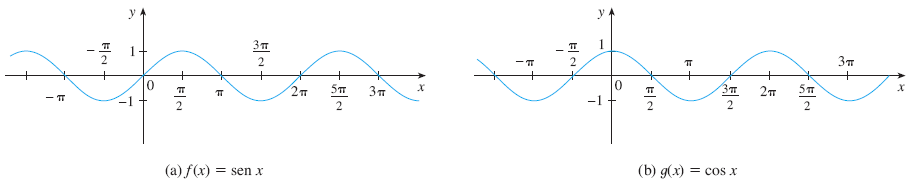 y
1
−π/2
3π/2
−π
−1
0
π/2
π
2π
5π/2
3π
x
(a) f(x) = sen x
y
1
−π
−π/2
π
3π
−1
0
π/2
3π/2
2π
5π/2
x
(b) g(x) = cos x